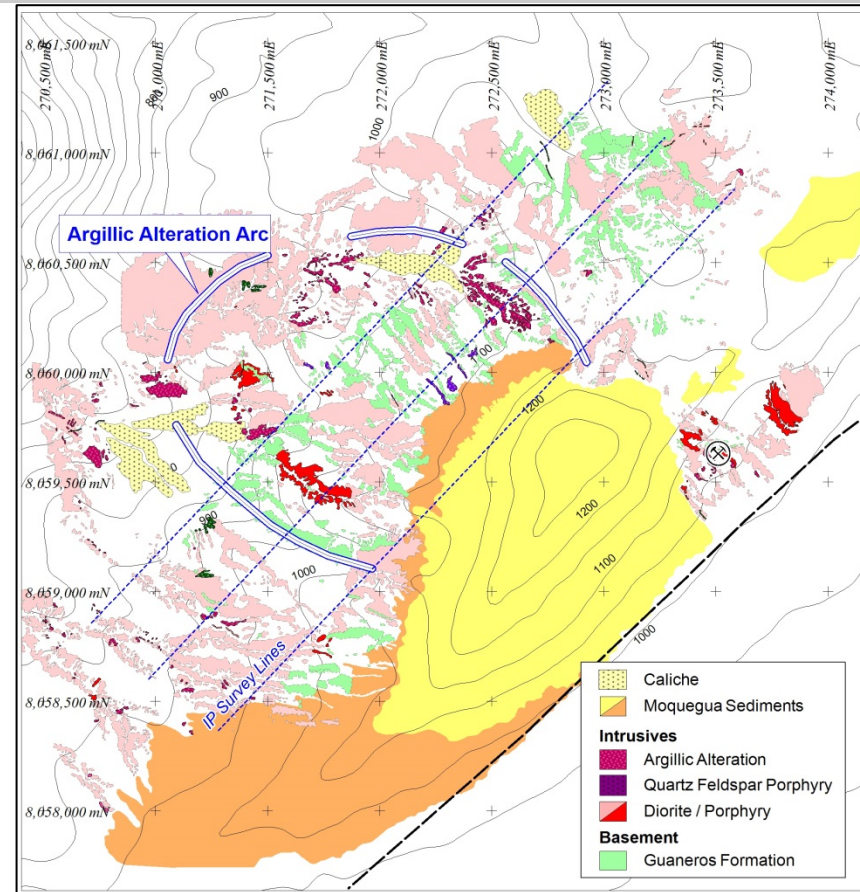 270,500 mE
271,000 mE
271,500 mE
272,000 mE
272,500 mE
273,000 mE
273,500 mE
274,000 mE
8,061,500 mN
800
900
1000
8,061,000 mN
Argillic Alteration Arc
8,060,500 mN
8,060,000 mN
1200
8,059,500 mN
900
1200
1000
1100
8,059,000 mN
1000
IP Survey Lines
8,058,500 mN
8,058,000 mN
Caliche
Moquegua Sediments
Intrusives
Argillic Alteration
Quartz Feldspar Porphyry
Diorite / Porphyry
Basement
Guaneros Formation